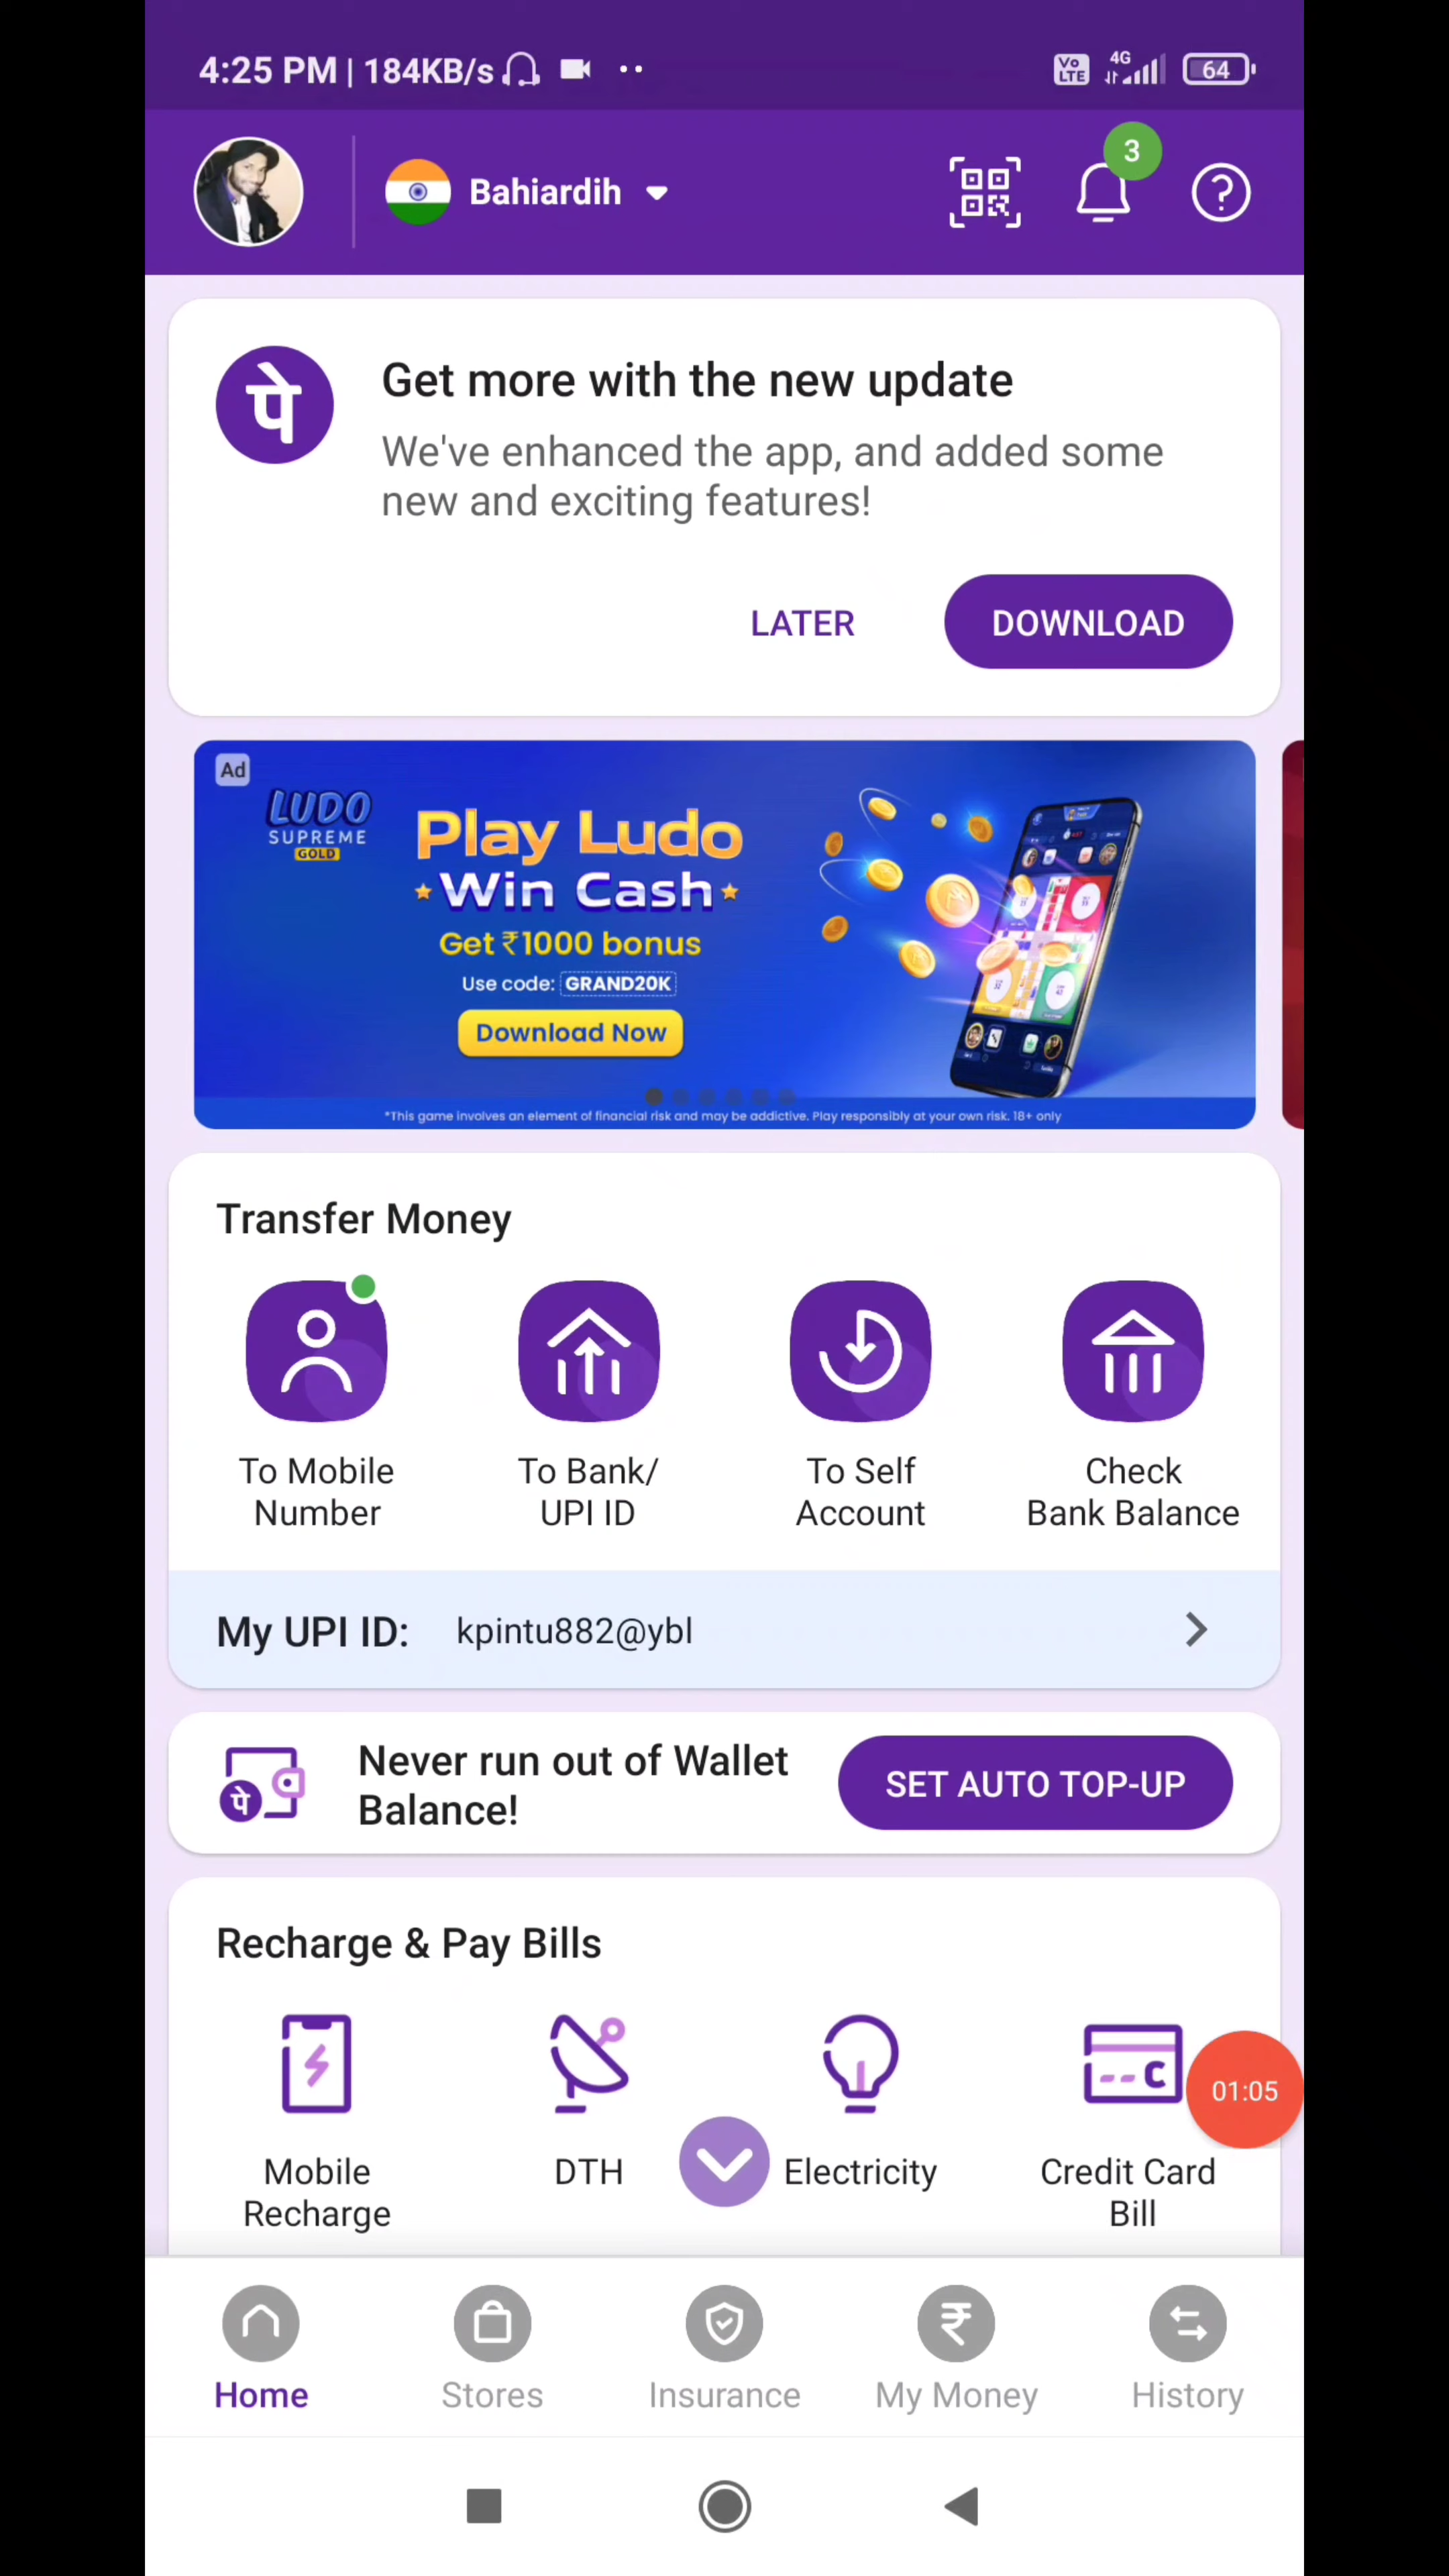 4:25 PM | 184KB/s
Vo LTE 4G 64
Bahiardih
3
पे
Get more with the new update
We've enhanced the app, and added some
new and exciting features!
LATER
DOWNLOAD
Ad
LUDO
SUPREME
GOLD
Play Ludo
Win Cash
Get ₹1000 bonus
Use code: GRAND20K
Download Now
*This game involves an element of financial risk and may be addictive. Play responsibly at your own risk. 18+ only
Transfer Money
To Mobile
Number
To Bank/
UPI ID
To Self
Account
Check
Bank Balance
My UPI ID: kpintu882@ybl
पे
Never run out of Wallet
Balance!
SET AUTO TOP-UP
Recharge & Pay Bills
C
01:05
Mobile
Recharge
DTH
Electricity
Credit Card
Bill
Home
Stores
Insurance
My Money
History